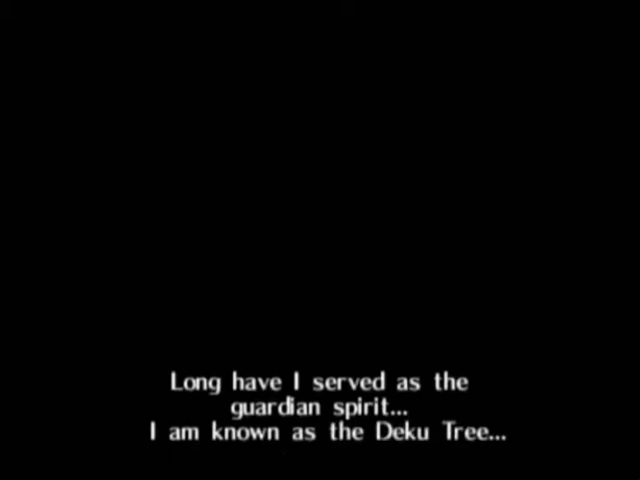 Long have I served as the
guardian spirit...
I am known as the Deku Tree...